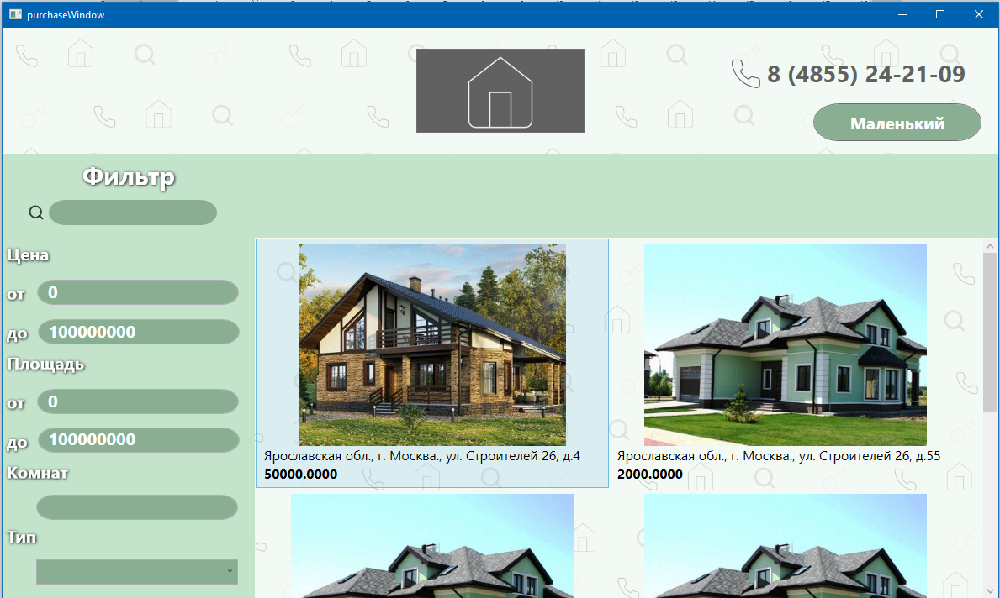 purchaseWindow
8 (4855) 24-21-09
Маленький
Фильтр
Цена
от 0
до 100000000
Площадь
от 0
до 100000000
Комнат
Тип
Ярославская обл., г. Москва., ул. Строителей 26, д.4
50000.0000
Ярославская обл., г. Москва., ул. Строителей 26, д.55
2000.0000